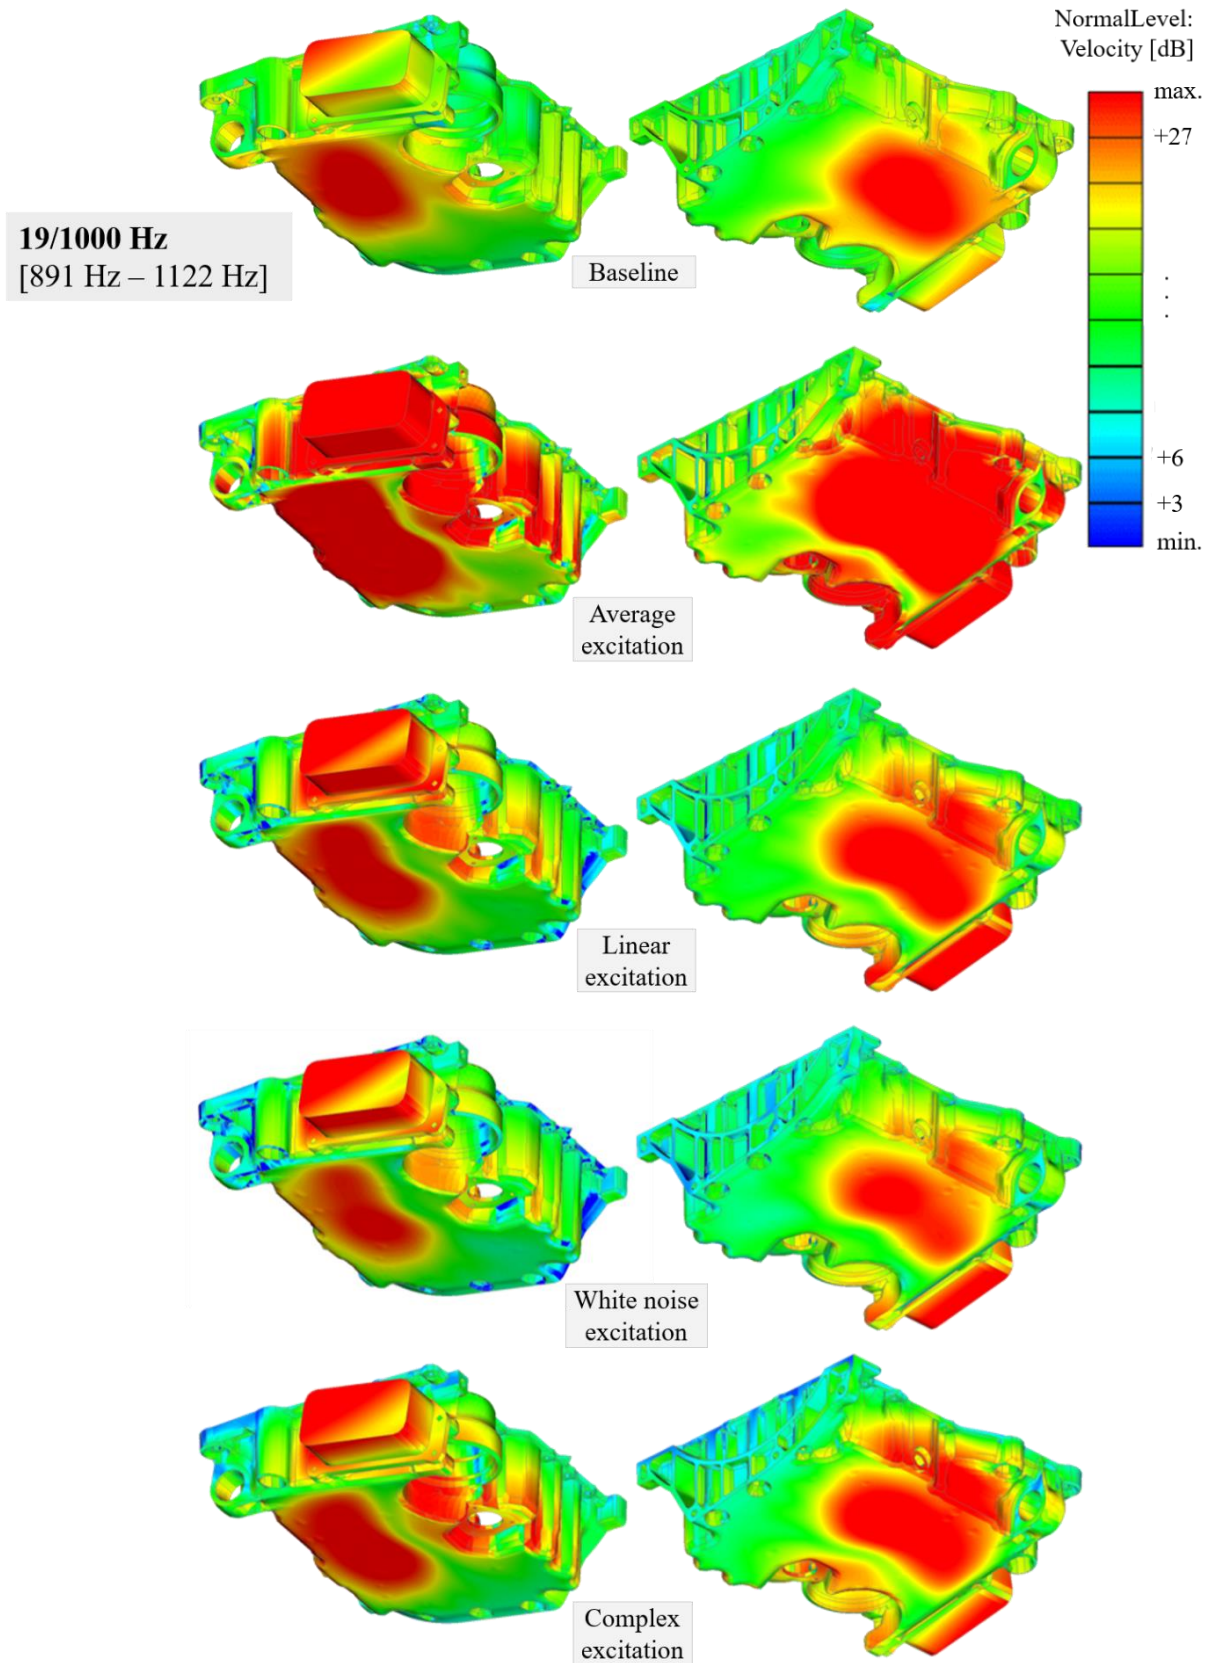 NormalLevel:
Velocity [dB]
max.
+27
.
.
.
+6
+3
min.
19/1000 Hz
[891 Hz – 1122 Hz]
Baseline
Average
excitation
Linear
excitation
White noise
excitation
Complex
excitation